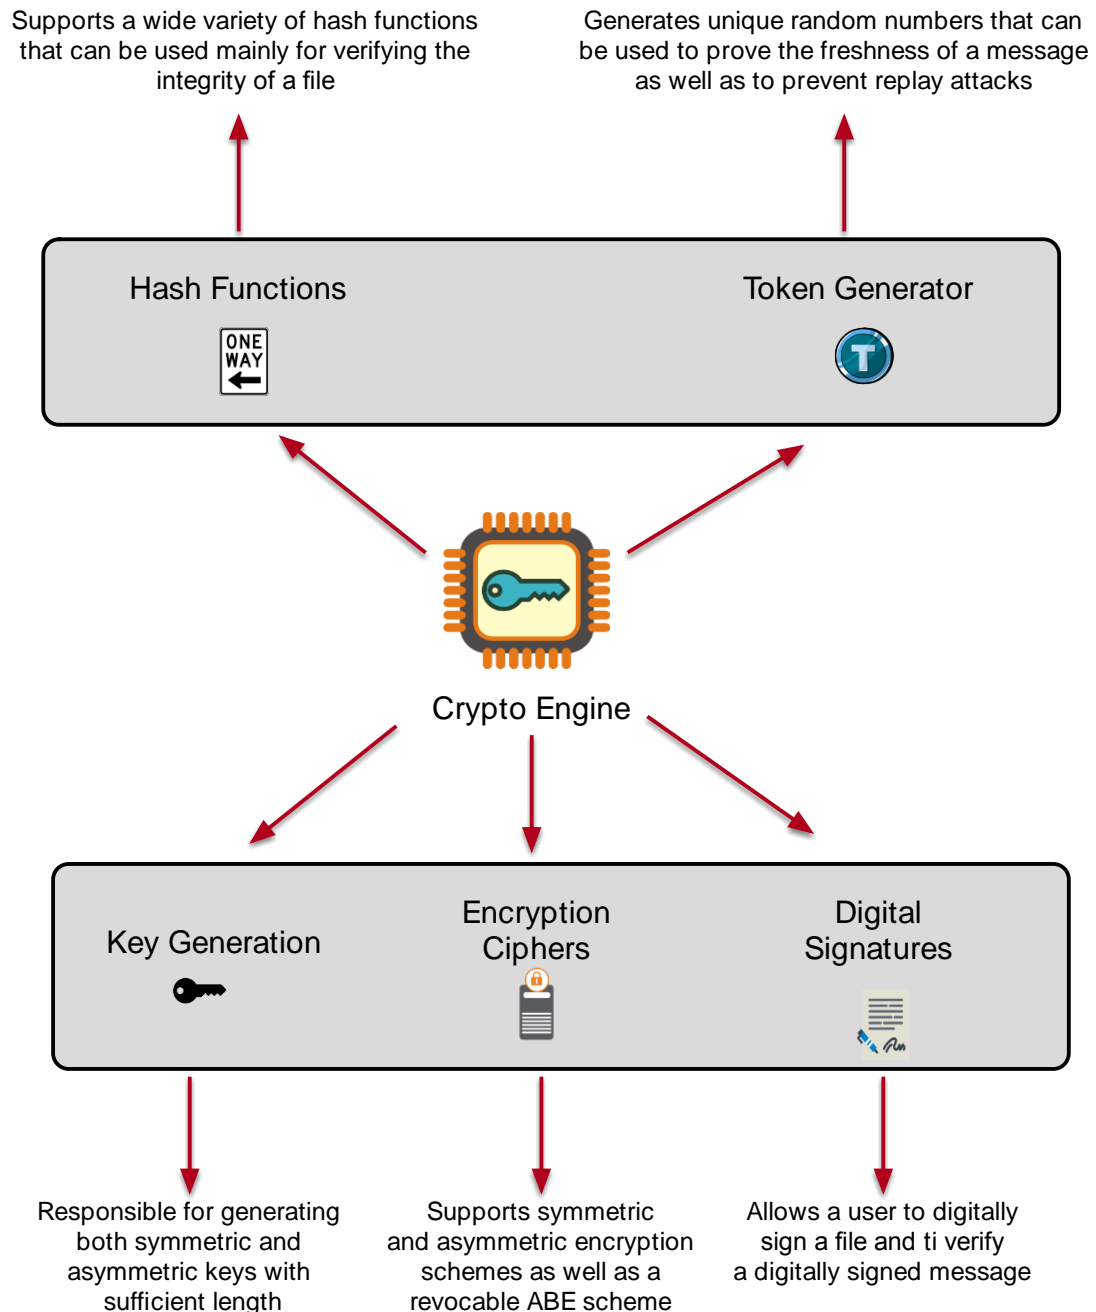 Supports a wide variety of hash functions
that can be used mainly for verifying the
integrity of a file
Generates unique random numbers that can
be used to prove the freshness of a message
as well as to prevent replay attacks
Hash Functions
ONE
WAY
Token Generator
T
Crypto Engine
Key Generation
Encryption
Ciphers
Digital
Signatures
Responsible for generating
both symmetric and
asymmetric keys with
sufficient length
Supports symmetric
and asymmetric encryption
schemes as well as a
revocable ABE scheme
Allows a user to digitally
sign a file and ti verify
a digitally signed message